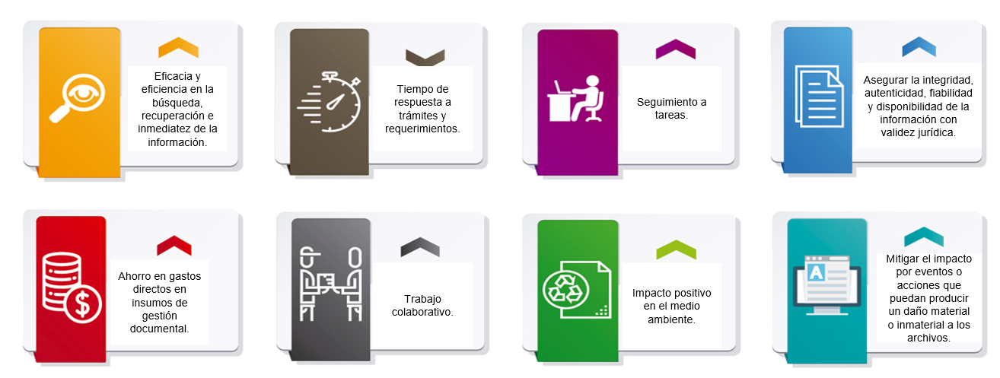 Eficacia y
eficiencia en la
búsqueda,
recuperación e
inmediatez de la
información.
Tiempo de
respuesta a
trámites y
requerimientos.
Seguimiento a
tareas.
Asegurar la integridad,
autenticidad, fiabilidad
y disponibilidad de la
información con
validez jurídica.
Ahorro en gastos
directos en
insumos de
gestión
documental.
$
Trabajo
colaborativo.
Impacto positivo
en el medio
ambiente.
A
Mitigar el impacto
por eventos o
acciones que
puedan producir
un daño material
o inmaterial a los
archivos.